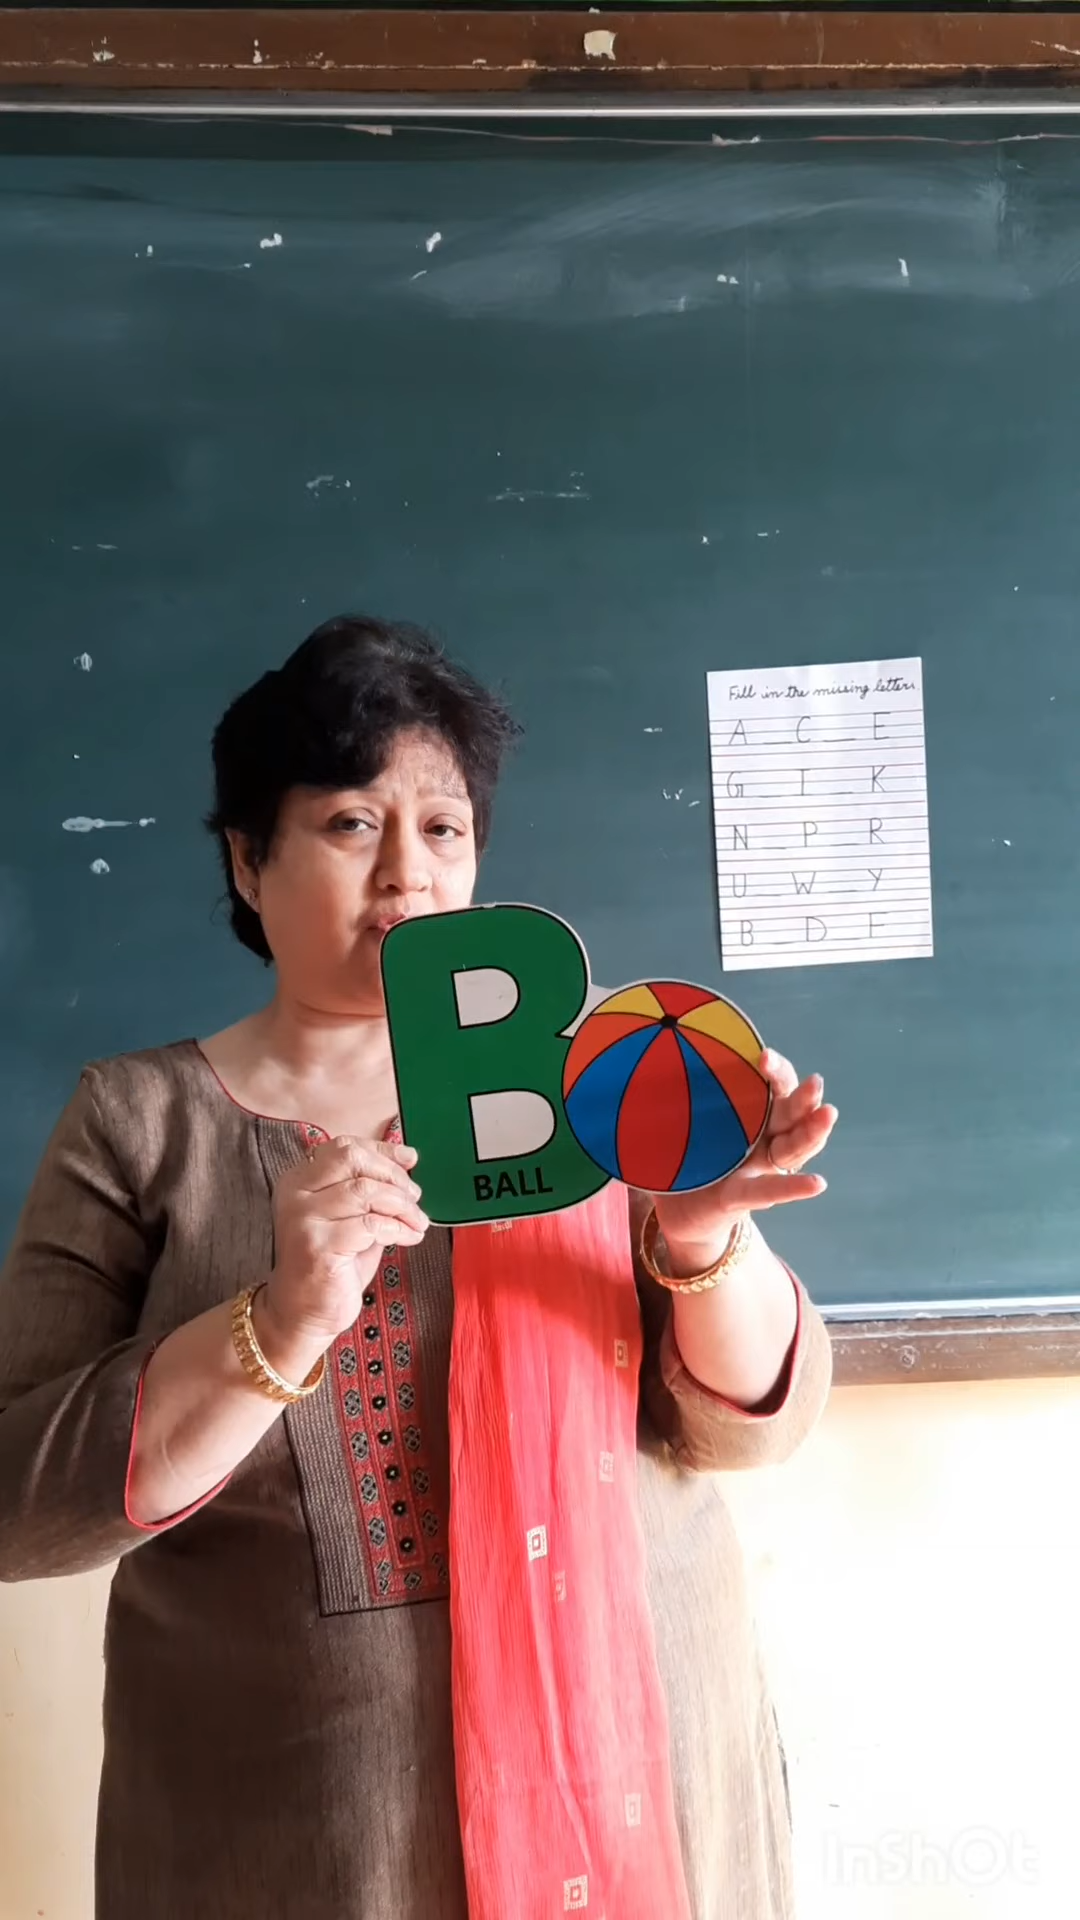 Fill in the missing letters.
A _ C _ E
G _ I _ K
N _ P _ R
U _ W _ Y
B _ D _ F
B
BALL
InShOt